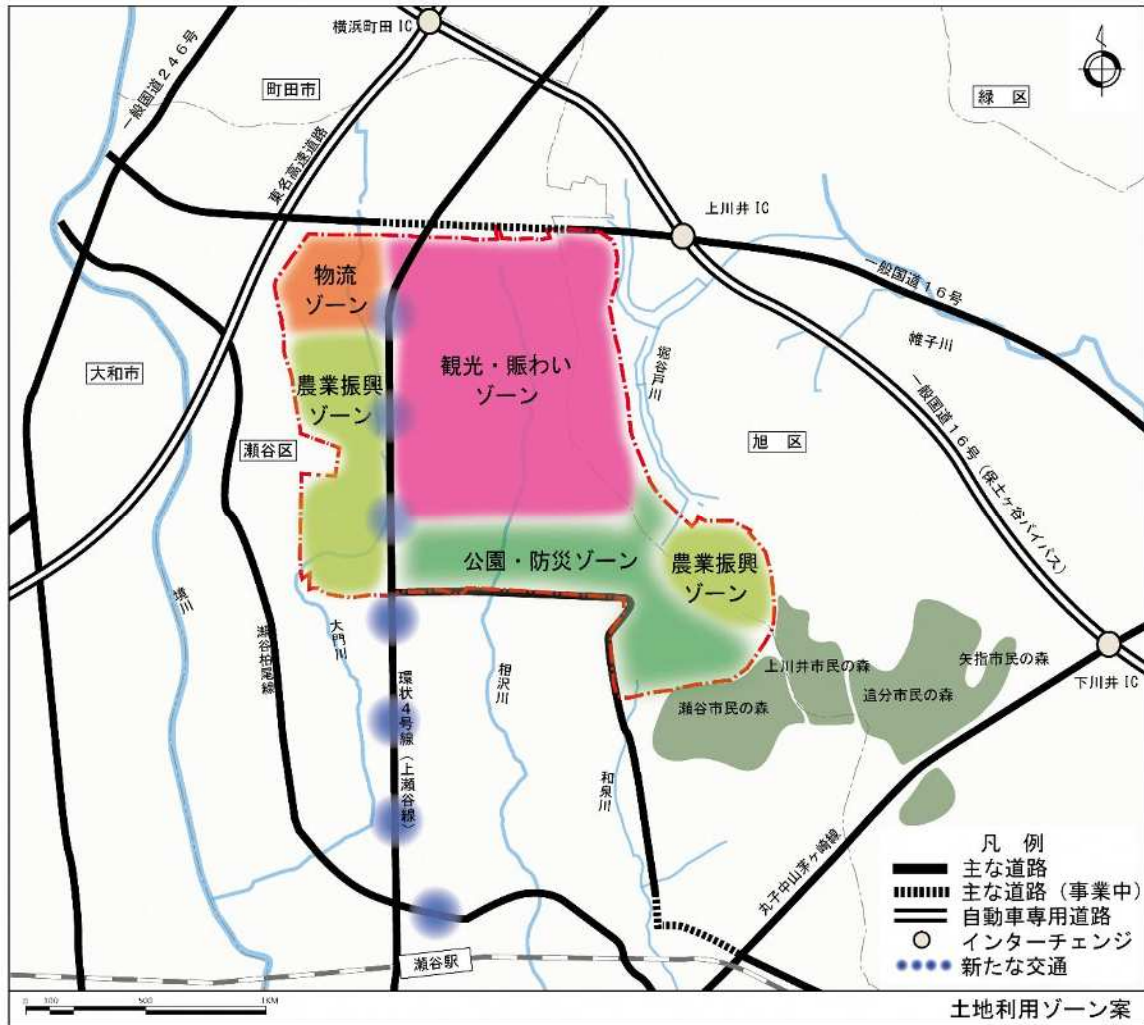 横浜町田IC
一般国道246号
町田市
緑 区
東名高速道路
上川井IC
一般国道16号
物流
ゾーン
観光・賑わい
ゾーン
堀谷戸川
帷子川
大和市
農業振興
ゾーン
瀬谷区
旭 区
一般国道16号(保土ヶ谷バイパス)
公園・防災ゾーン
農業振興
ゾーン
境川
瀬谷柏尾線
大門川
相沢川
環状4号線(上瀬谷線)
上川井市民の森
矢指市民の森
追分市民の森
瀬谷市民の森
下川井IC
和泉川
丸子中山茅ヶ崎線
瀬谷駅
凡 例
主な道路
主な道路(事業中)
自動車専用道路
インターチェンジ
新たな交通
0 100 500 1KM
土地利用ゾーン案